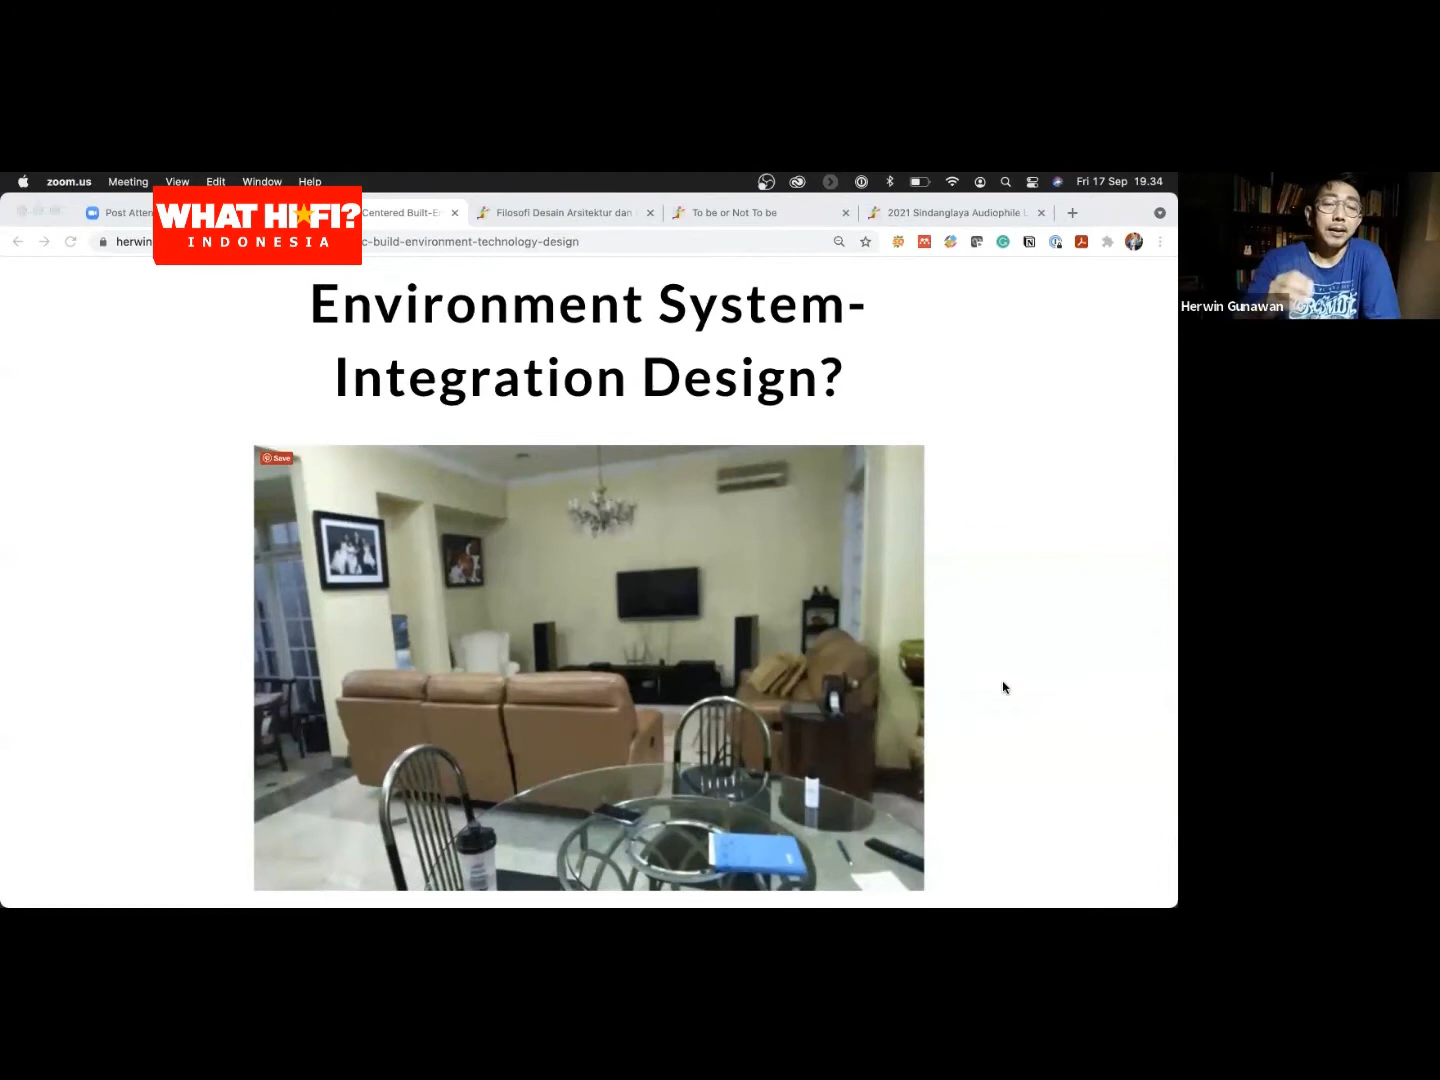 zoom.us Meeting View Edit Window Help Fri 17 Sep 19.34
Post Atten
Centered Built-E
Filosofi Desain Arsitektur dan
To be or Not To be
2021 Sindanglaya Audiophile L
WHAT HI-FI?
INDONESIA
herwin
c-build-environment-technology-design
Herwin Gunawan
Environment System-
Integration Design?
Save